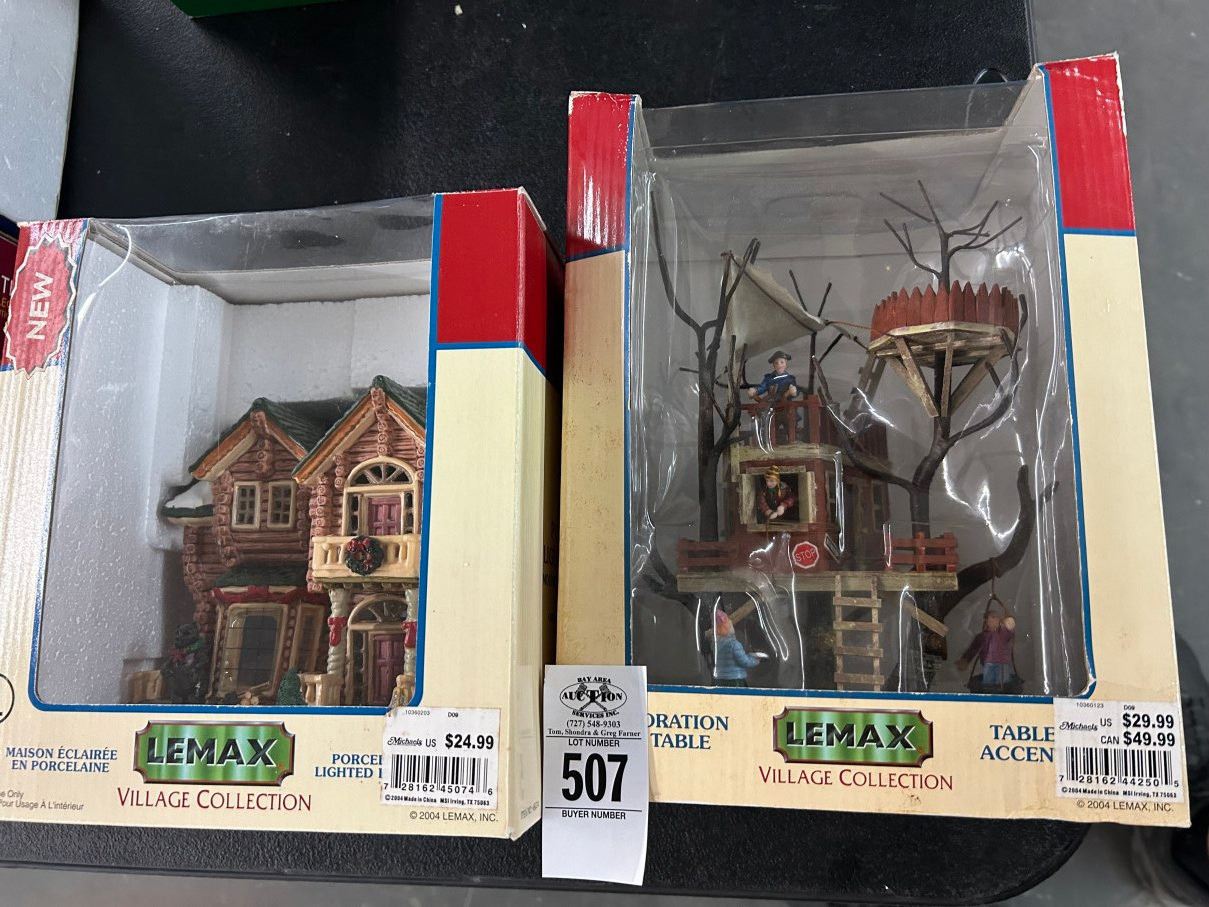 NEW
MAISON ÉCLAIRÉE
EN PORCELAINE
LEMAX
VILLAGE COLLECTION
LIGHTED
Only
Pour Usage À L'intérieur
10360203 D09
Michaels US $24.99
7 28162 45074 6
© 2004 Made in China MSI Irving, TX 75063
© 2004 LEMAX, INC.
BAY AREA
AUCTION
SERVICES INC.
(727) 548-9303
Tom, Shondra & Greg Farner
LOT NUMBER
507
BUYER NUMBER
STOP
TABLE
LEMAX
VILLAGE COLLECTION
TABLE
ACCEN
10360123 D09
Michaels US $29.99
CAN $49.99
7 28162 44250 5
© 2004 Made in China MSI Irving, TX 75063
© 2004 LEMAX, INC.